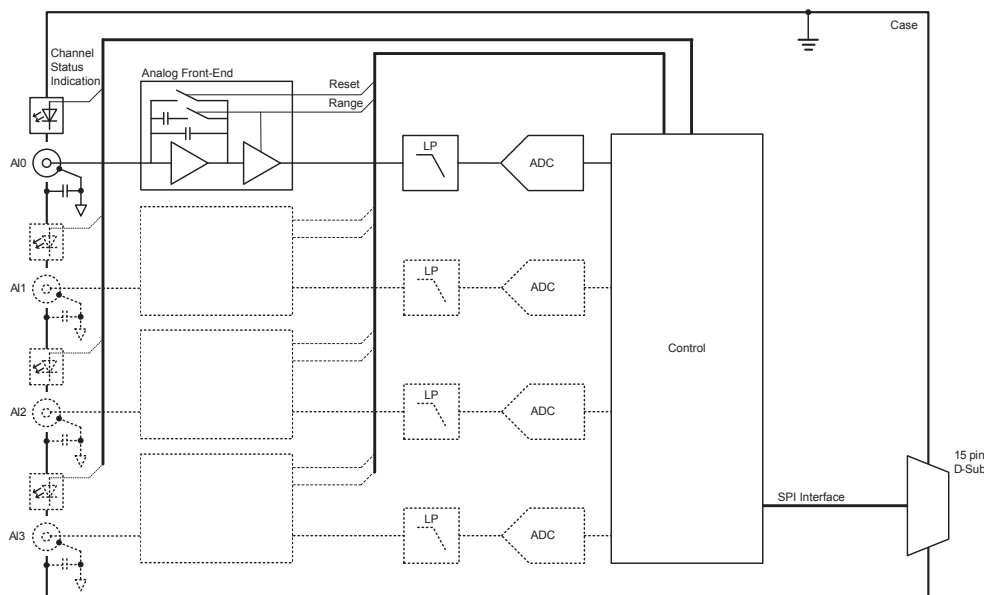 Case
Channel
Status
Indication
Analog Front-End
Reset
Range
AI0
LP
ADC
AI1
LP
ADC
Control
AI2
LP
ADC
15 pin
D-Sub
SPI Interface
AI3
LP
ADC